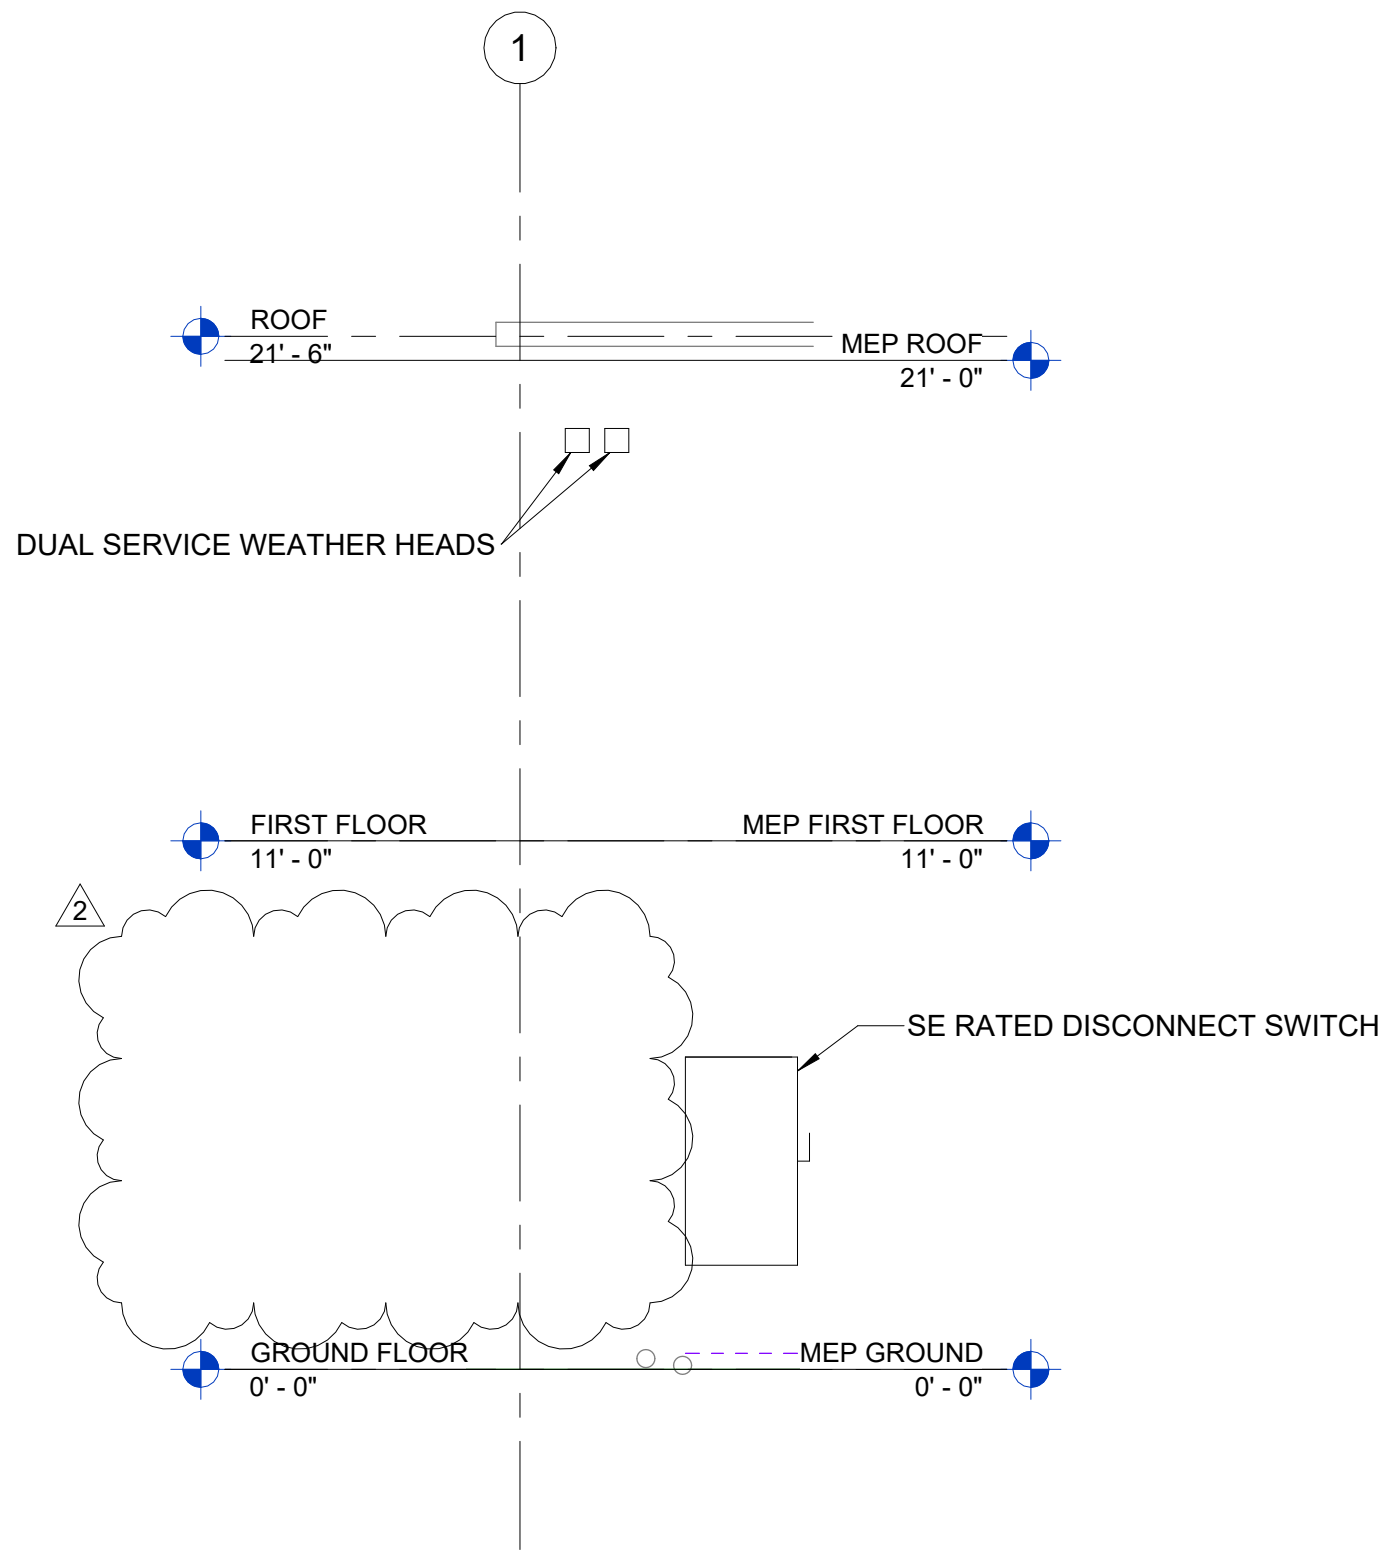 1
ROOF
21' - 6"
MEP ROOF
21' - 0"
DUAL SERVICE WEATHER HEADS
FIRST FLOOR
11' - 0"
MEP FIRST FLOOR
11' - 0"
2
SE RATED DISCONNECT SWITCH
GROUND FLOOR
0' - 0"
MEP GROUND
0' - 0"